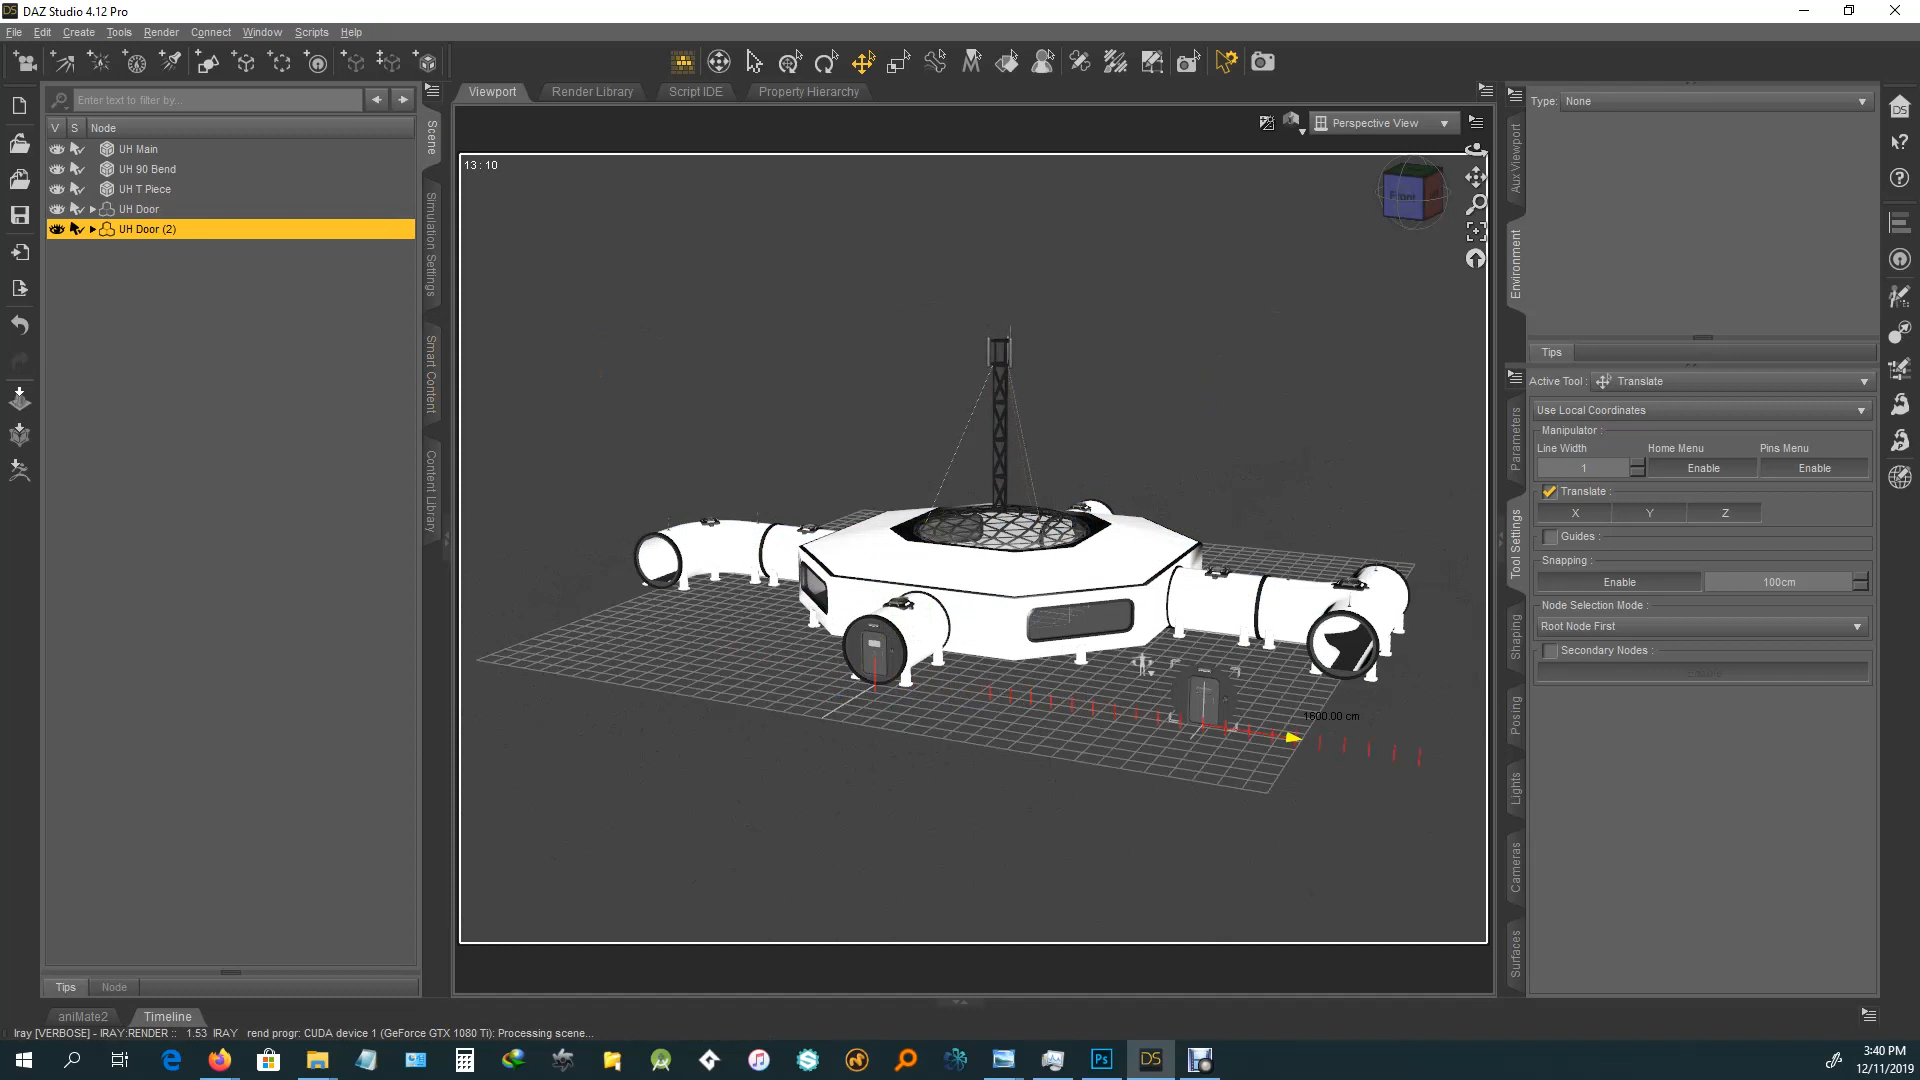 DAZ Studio 4.12 Pro
File Edit Create Tools Render Connect Window Scripts Help
Enter text to filter by...
V S Node
UH Main
UH 90 Bend
UH T Piece
UH Door
UH Door (2)
Scene
Simulation Settings
Smart Content
Content Library
Tips Node
Viewport Render Library Script IDE Property Hierarchy
Perspective View
13 : 10
Front
1600.00 cm
Aux Viewport
Environment
Type: None
Tips
Parameters
Tool Settings
Shaping
Posing
Lights
Cameras
Surfaces
Active Tool : Translate
Use Local Coordinates
Manipulator :
Line Width Home Menu Pins Menu
1 Enable Enable
Translate :
X Y Z
Guides :
Snapping :
Enable 100cm
Node Selection Mode :
Root Node First
Secondary Nodes :
aniMate2 Timeline
Iray [VERBOSE] - IRAY:RENDER :: 1.53 IRAY rend progr: CUDA device 1 (GeForce GTX 1080 Ti): Processing scene...
Ps
DS
3:40 PM
12/11/2019